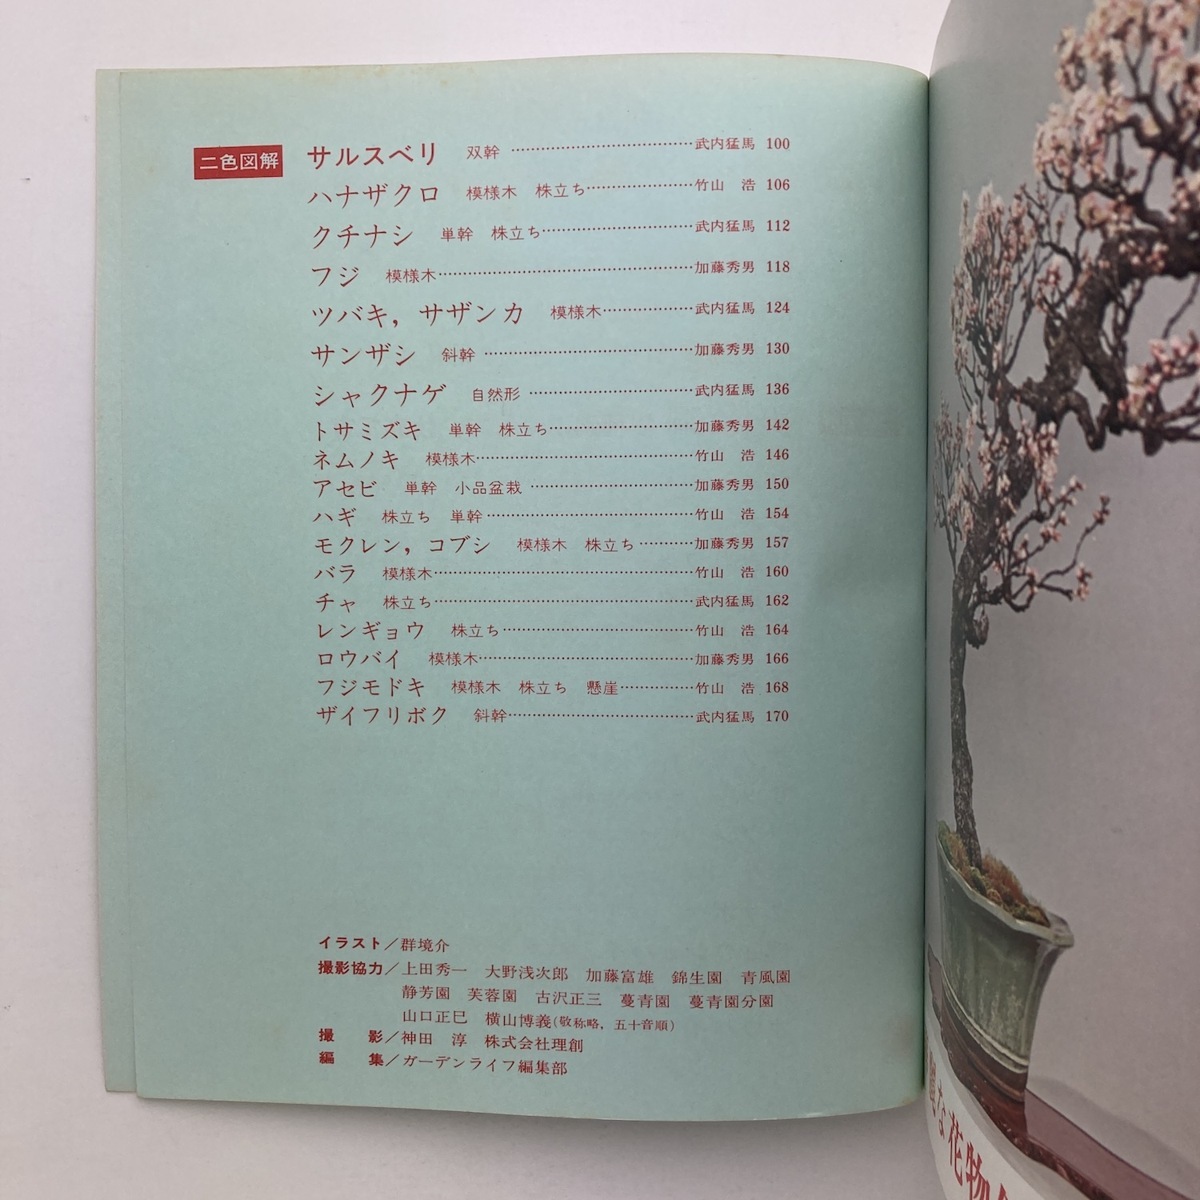 二色図解 サルスベリ 双幹 武内猛馬 100
ハナザクロ 模様木 株立ち 竹山 浩 106
クチナシ 単幹 株立ち 武内猛馬 112
フジ 模様木 加藤秀男 118
ツバキ，サザンカ 模様木 武内猛馬 124
サンザシ 斜幹 加藤秀男 130
シャクナゲ 自然形 武内猛馬 136
トサミズキ 単幹 株立ち 加藤秀男 142
ネムノキ 模様木 竹山 浩 146
アセビ 単幹 小品盆栽 加藤秀男 150
ハギ 株立ち 単幹 竹山 浩 154
モクレン，コブシ 模様木 株立ち 加藤秀男 157
バラ 模様木 竹山 浩 160
チャ 株立ち 武内猛馬 162
レンギョウ 株立ち 竹山 浩 164
ロウバイ 模様木 加藤秀男 166
フジモドキ 模様木 株立ち 懸崖 竹山 浩 168
ザイフリボク 斜幹 武内猛馬 170
イラスト／群境介
撮影協力／上田秀一 大野浅次郎 加藤富雄 錦生園 青風園
静芳園 芙蓉園 古沢正三 蔓青園 蔓青園分園
山口正巳 横山博義（敬称略，五十音順）
撮 影／神田 淳 株式会社理創
編 集／ガーデンライフ編集部
な花物